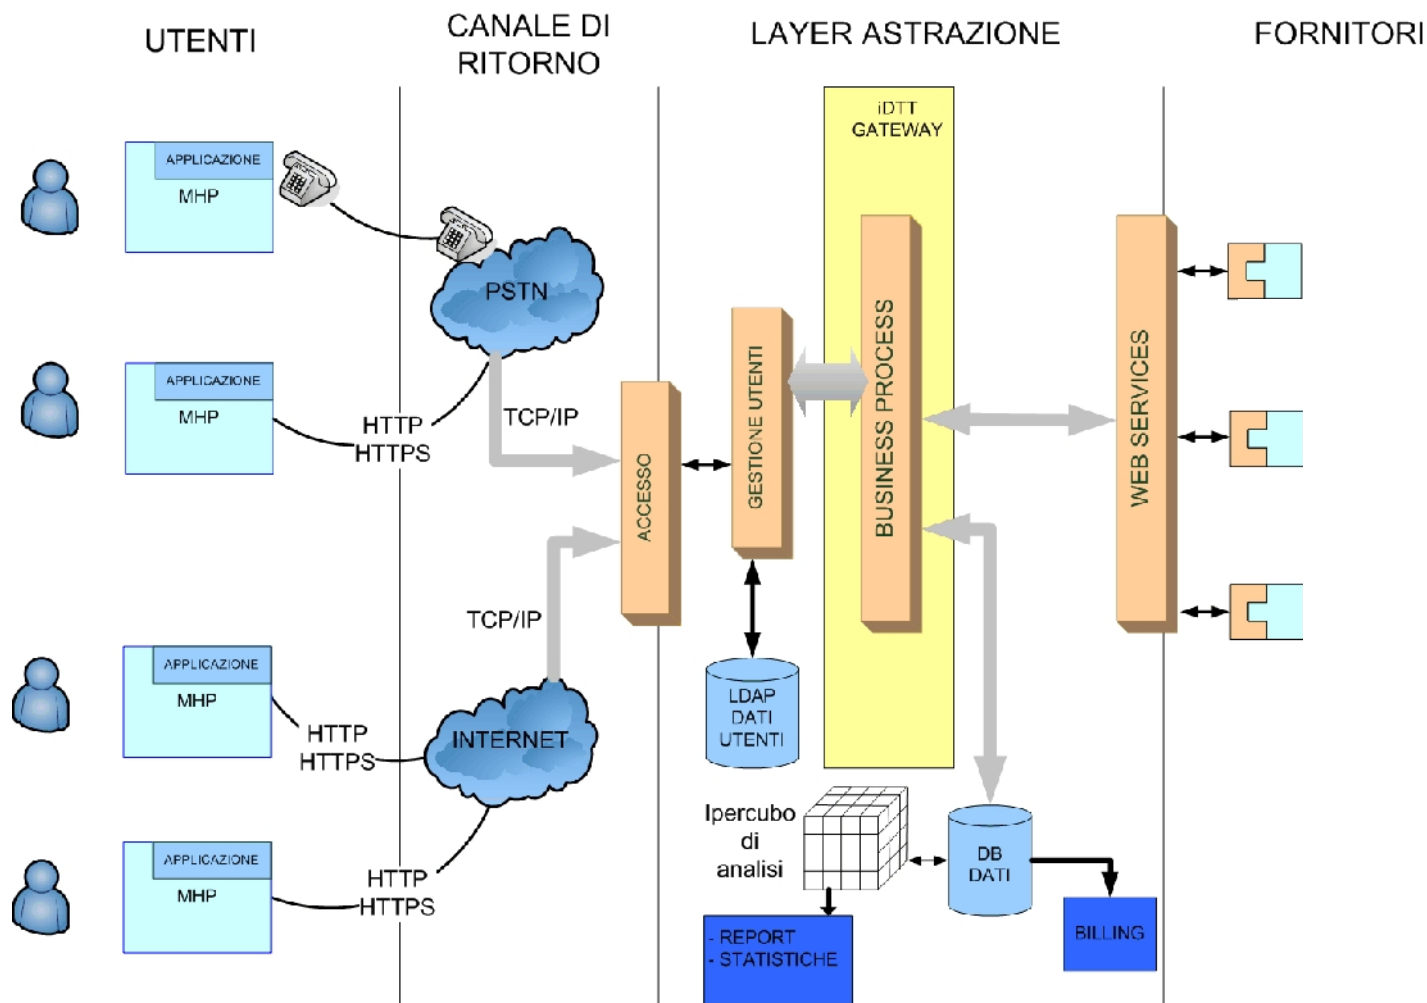 UTENTI
CANALE DI
RITORNO
LAYER ASTRAZIONE
FORNITORI
iDTT
GATEWAY
APPLICAZIONE
MHP
PSTN
APPLICAZIONE
MHP
HTTP
HTTPS
TCP/IP
ACCESSO
GESTIONE UTENTI
BUSINESS PROCESS
WEB SERVICES
TCP/IP
APPLICAZIONE
MHP
HTTP
HTTPS
INTERNET
LDAP
DATI
UTENTI
APPLICAZIONE
MHP
HTTP
HTTPS
Ipercubo
di
analisi
DB
DATI
- REPORT
- STATISTICHE
BILLING